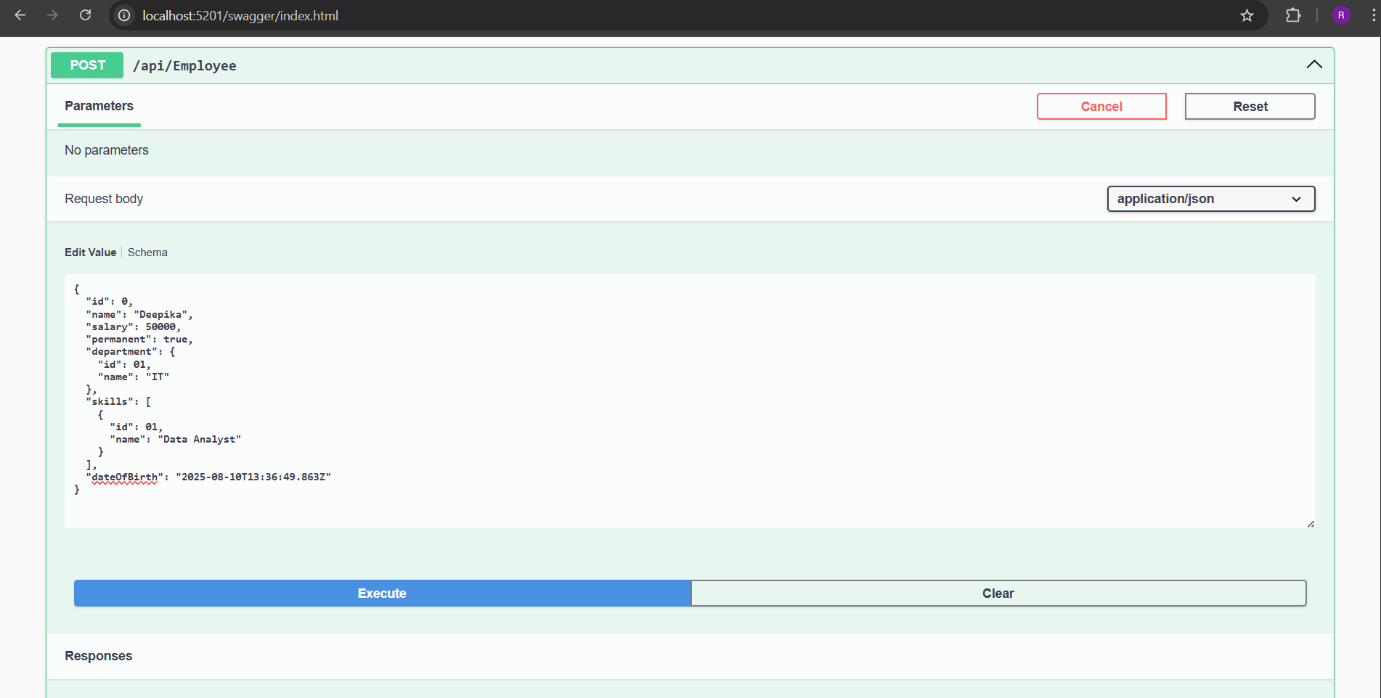 localhost:5201/swagger/index.html
R
POST /api/Employee
Parameters
Cancel
Reset
No parameters
Request body
application/json
Edit Value | Schema
{
  "id": 0,
  "name": "Deepika",
  "salary": 50000,
  "permanent": true,
  "department": {
    "id": 01,
    "name": "IT"
  },
  "skills": [
    {
      "id": 01,
      "name": "Data Analyst"
    }
  ],
  "dateOfBirth": "2025-08-10T13:36:49.863Z"
}
Execute
Clear
Responses